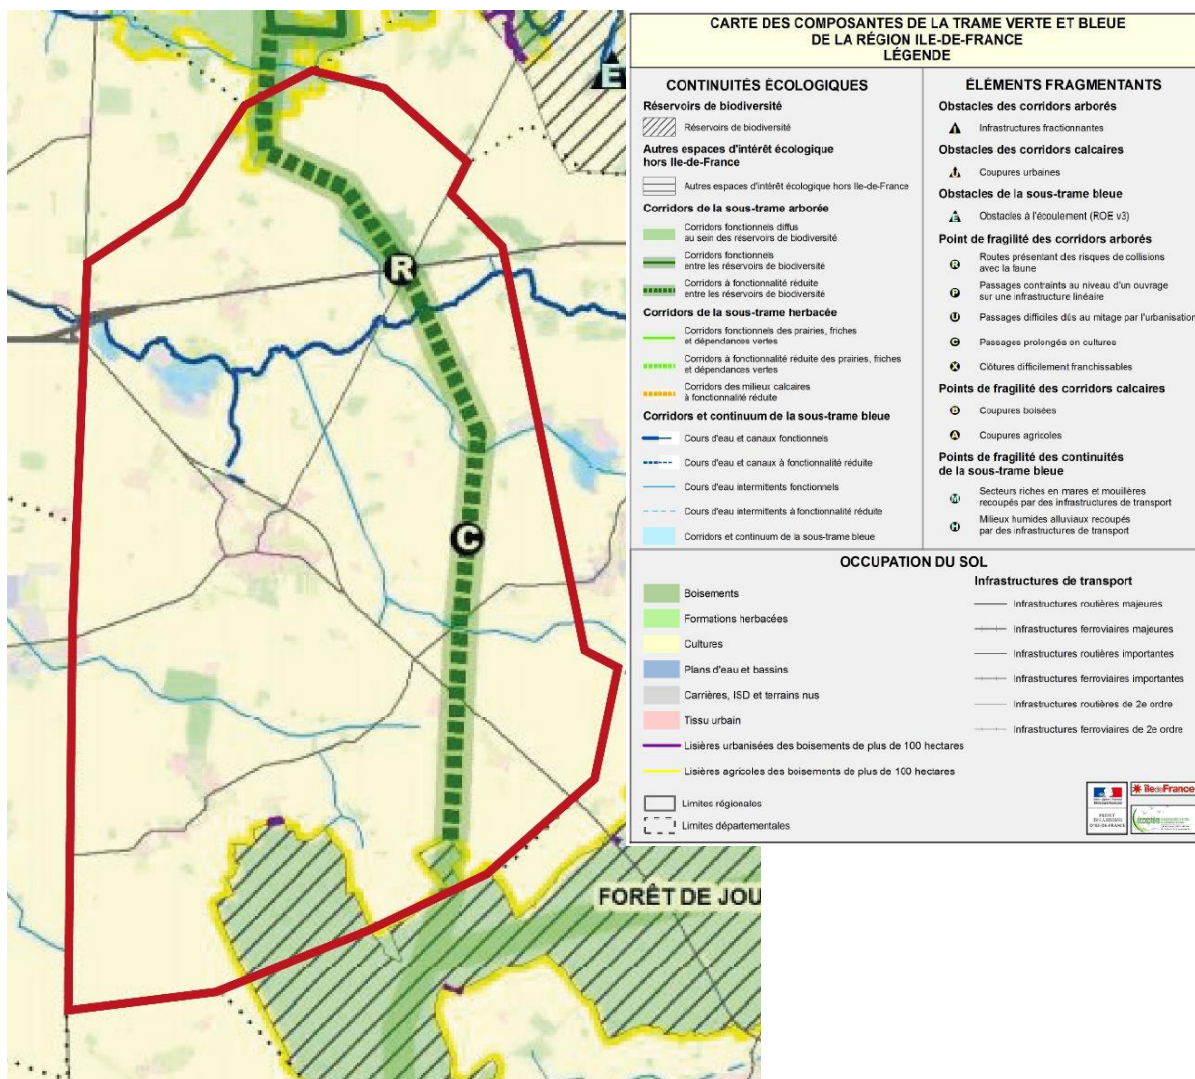 CARTE DES COMPOSANTES DE LA TRAME VERTE ET BLEUE
DE LA RÉGION ILE-DE-FRANCE
LÉGENDE
CONTINUITÉS ÉCOLOGIQUES
Réservoirs de biodiversité
Réservoirs de biodiversité
Autres espaces d'intérêt écologique
hors Ile-de-France
Autres espaces d'intérêt écologique hors Ile-de-France
Corridors de la sous-trame arborée
Corridors fonctionnels diffus
au sein des réservoirs de biodiversité
Corridors fonctionnels
entre les réservoirs de biodiversité
Corridors à fonctionnalité réduite
entre les réservoirs de biodiversité
Corridors de la sous-trame herbacée
Corridors fonctionnels des prairies, friches
et dépendances vertes
Corridors à fonctionnalité réduite des prairies, friches
et dépendances vertes
Corridors des milieux calcaires
à fonctionnalité réduite
Corridors et continuum de la sous-trame bleue
Cours d'eau et canaux fonctionnels
Cours d'eau et canaux à fonctionnalité réduite
Cours d'eau intermittents fonctionnels
Cours d'eau intermittents à fonctionnalité réduite
Corridors et continuum de la sous-trame bleue
ÉLÉMENTS FRAGMENTANTS
Obstacles des corridors arborés
Infrastructures fractionnantes
Obstacles des corridors calcaires
Coupures urbaines
Obstacles de la sous-trame bleue
E Obstacles à l'écoulement (ROE v3)
Point de fragilité des corridors arborés
R Routes présentant des risques de collisions
avec la faune
P Passages contraints au niveau d'un ouvrage
sur une infrastructure linéaire
U Passages difficiles dûs au mitage par l'urbanisation
C Passages prolongés en cultures
X Clôtures difficilement franchissables
Points de fragilité des corridors calcaires
B Coupures boisées
A Coupures agricoles
Points de fragilité des continuités
de la sous-trame bleue
M Secteurs riches en mares et mouillères
recoupés par des infrastructures de transport
H Milieux humides alluviaux recoupés
par des infrastructures de transport
OCCUPATION DU SOL
Boisements
Formations herbacées
Cultures
Plans d'eau et bassins
Carrières, ISD et terrains nus
Tissu urbain
Lisières urbanisées des boisements de plus de 100 hectares
Lisières agricoles des boisements de plus de 100 hectares
Limites régionales
Limites départementales
Infrastructures de transport
Infrastructures routières majeures
Infrastructures ferroviaires majeures
Infrastructures routières importantes
Infrastructures ferroviaires importantes
Infrastructures routières de 2e ordre
Infrastructures ferroviaires de 2e ordre
îledeFrance
écosphère
E
R
C
FORÊT DE JOU